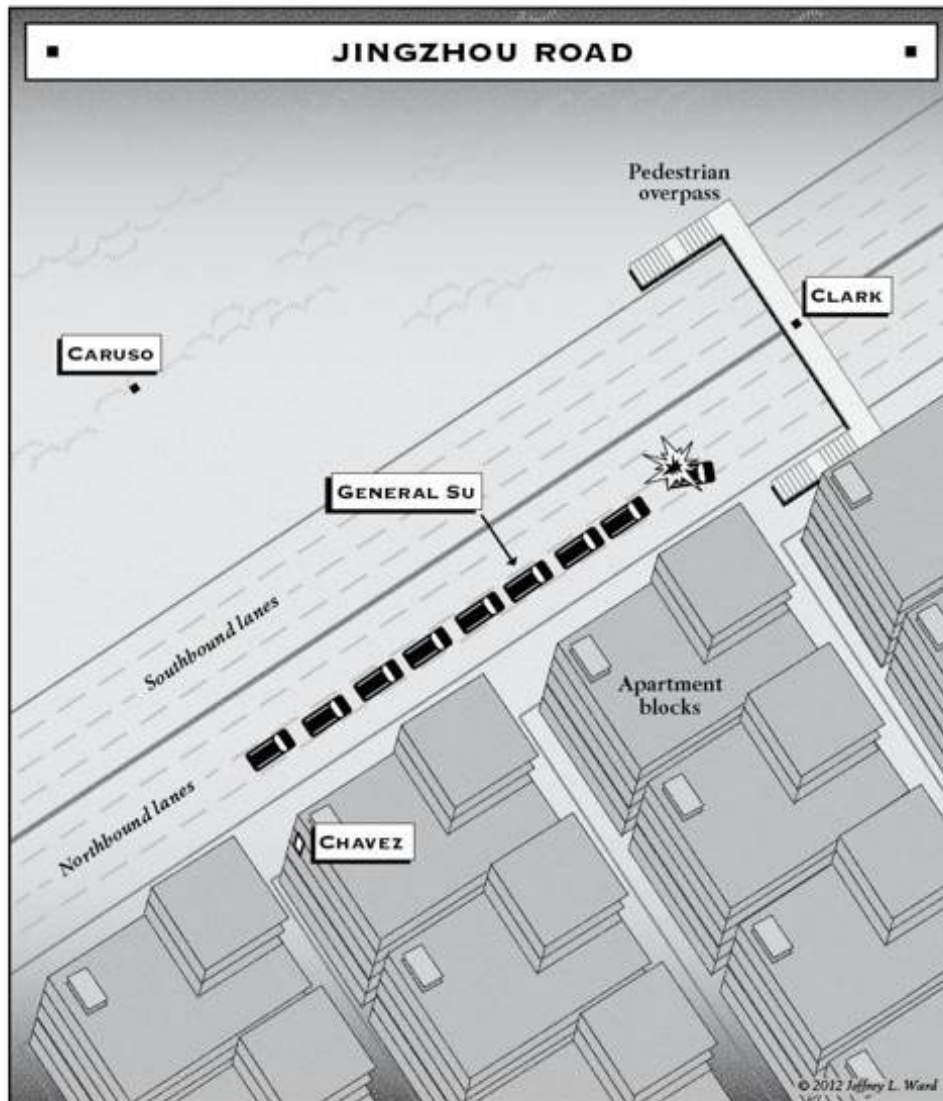 JINGZHOU ROAD
Pedestrian
overpass
CLARK
CARUSO
GENERAL SU
Southbound lanes
Apartment
blocks
Northbound lanes
CHAVEZ
© 2012 Jeffrey L. Ward